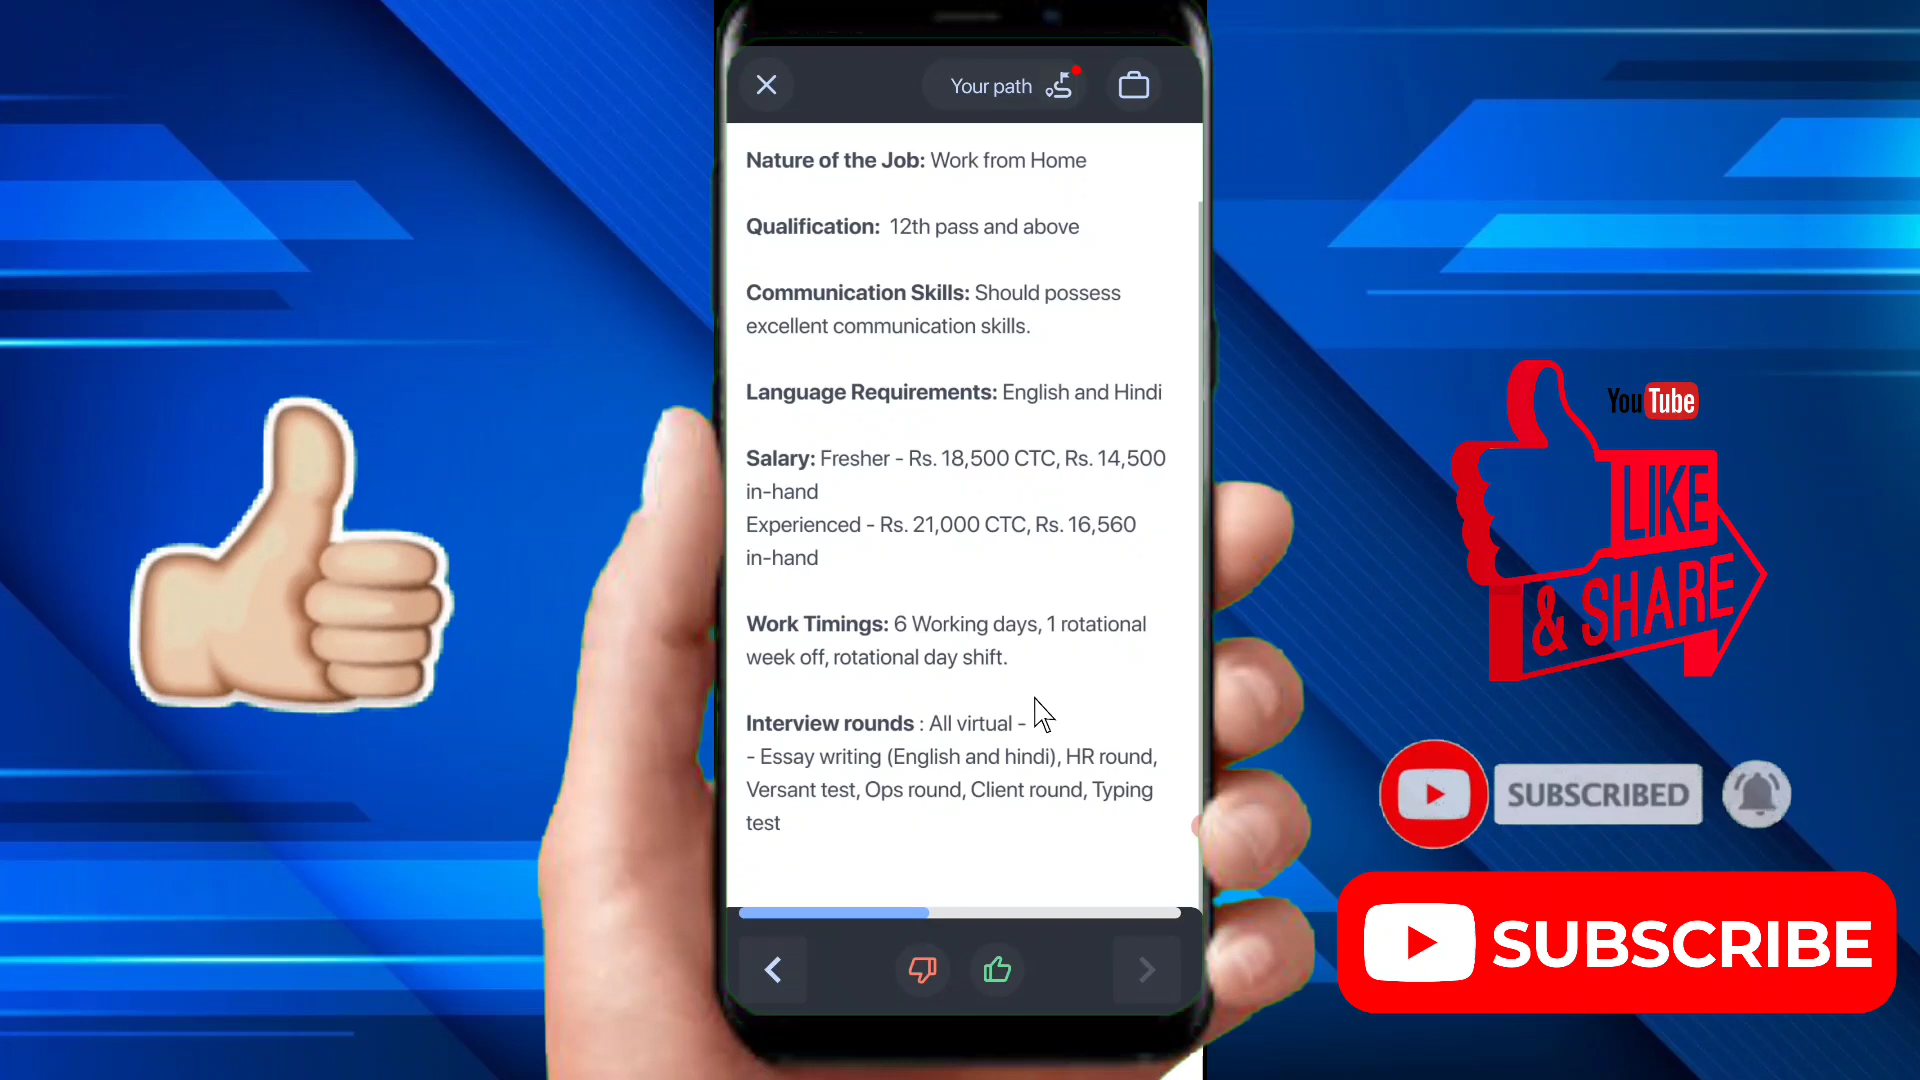 Your path
Nature of the Job: Work from Home
Qualification: 12th pass and above
Communication Skills: Should possess
excellent communication skills.
Language Requirements: English and Hindi
Salary: Fresher - Rs. 18,500 CTC, Rs. 14,500
in-hand
Experienced - Rs. 21,000 CTC, Rs. 16,560
in-hand
Work Timings: 6 Working days, 1 rotational
week off, rotational day shift.
Interview rounds : All virtual -
- Essay writing (English and hindi), HR round,
Versant test, Ops round, Client round, Typing
test
YouTube
LIKE
& SHARE
SUBSCRIBED
SUBSCRIBE